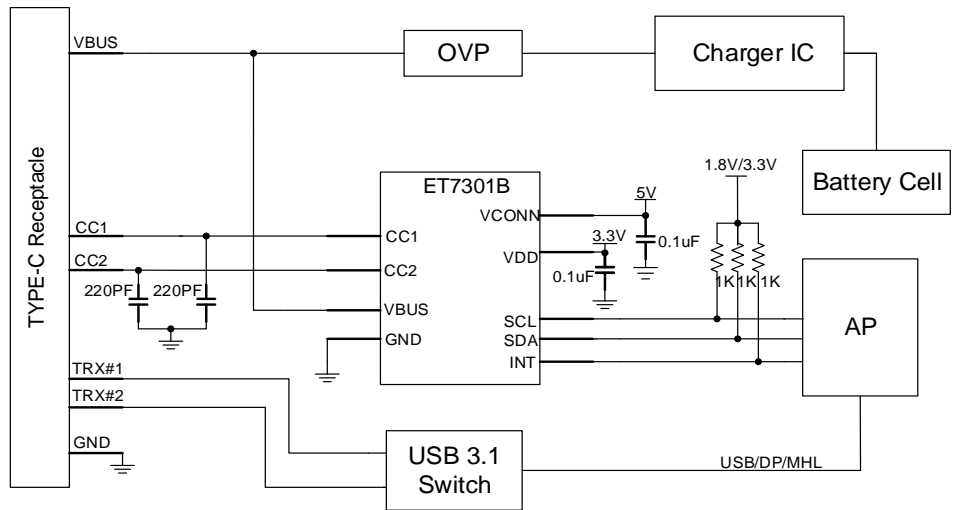 VBUS
OVP
Charger IC
Battery Cell
TYPE-C Receptacle
ET7301B
1.8V/3.3V
5V
VCONN
0.1uF
3.3V
VDD
0.1uF
CC1
CC1
CC2
CC2
220PF 220PF
VBUS
GND
1K 1K 1K
SCL
SDA
INT
AP
TRX#1
TRX#2
GND
USB 3.1
Switch
USB/DP/MHL